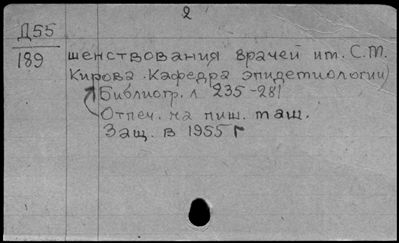 2
Д55
189
шенствования врачей им. С.М.
Кирова. Кафедра эпидемиологии)
Библиогр. л. 235-281
Отпеч. на пиш. маш.
Защ. в 1955 г